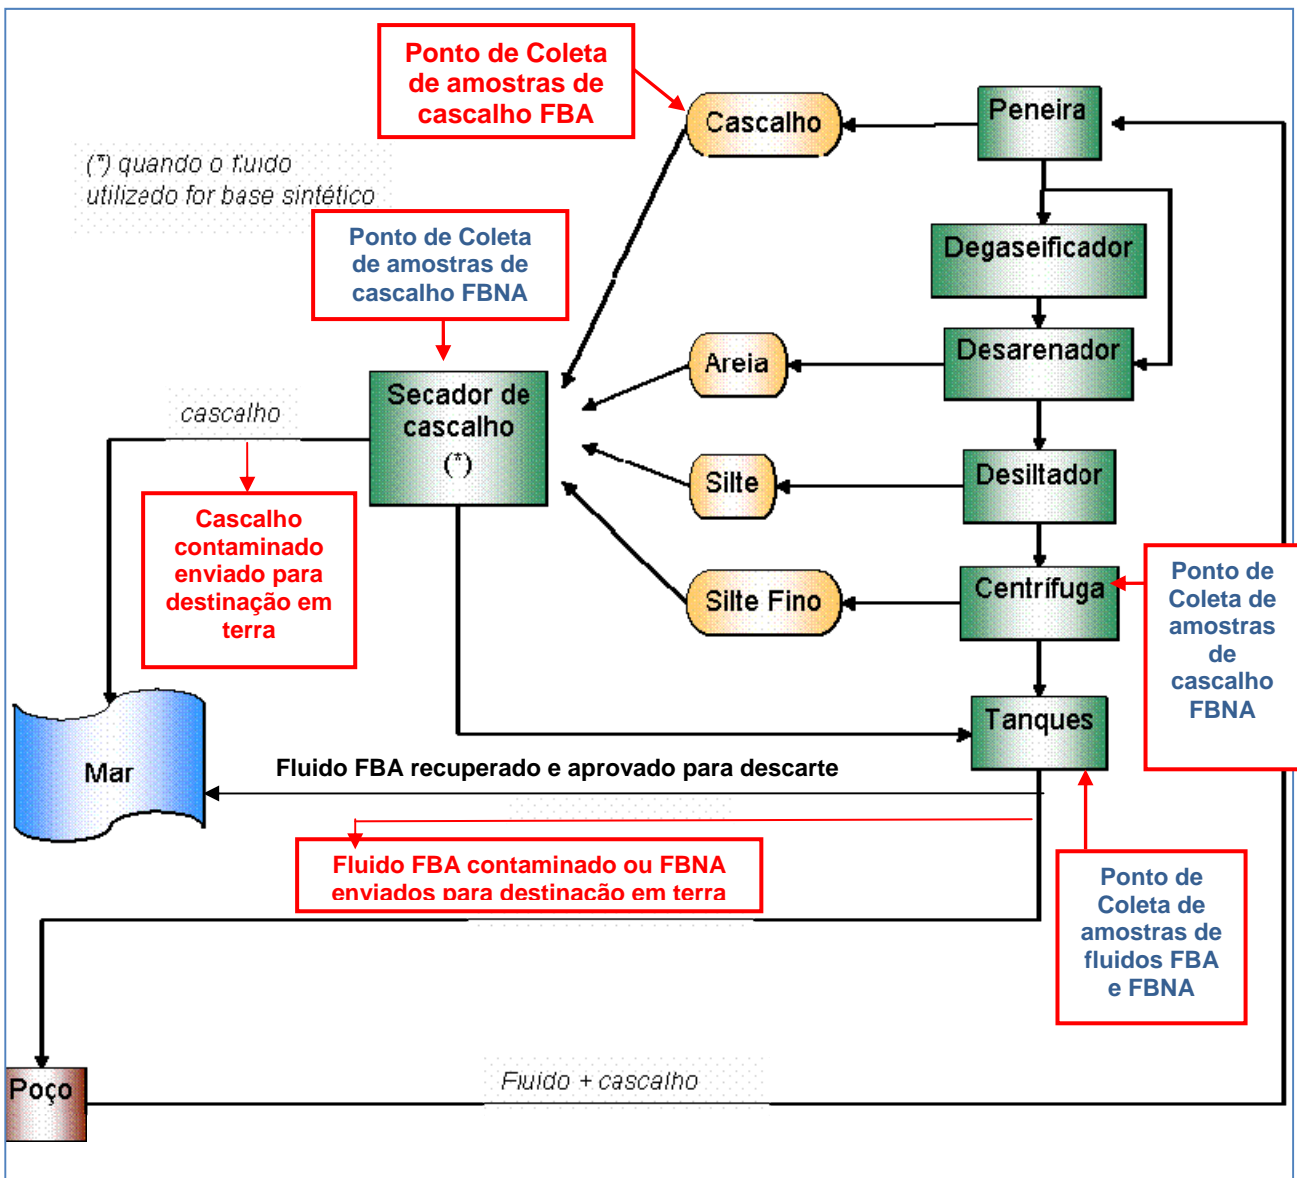 Ponto de Coleta
de amostras de
cascalho FBA
Cascalho
Peneira
(*) quando o fluido
utilizado for base sintético
Ponto de Coleta
de amostras de
cascalho FBNA
Degaseificador
Desarenador
Areia
Secador de
cascalho
(*)
cascalho
Silte
Desiltador
Cascalho
contaminado
enviado para
destinação em
terra
Silte Fino
Centrífuga
Ponto de
Coleta de
amostras
de
cascalho
FBNA
Tanques
Mar
Fluido FBA recuperado e aprovado para descarte
Fluido FBA contaminado ou FBNA
enviados para destinação em terra
Ponto de
Coleta de
amostras de
fluidos FBA
e FBNA
Poço
Fluido + cascalho